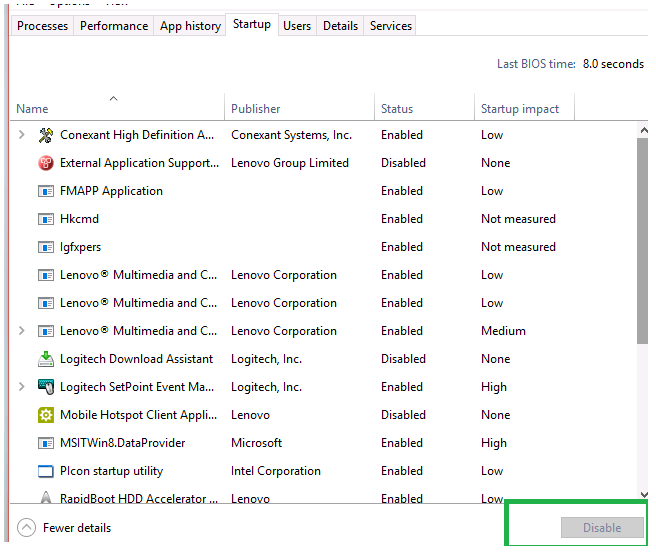 Processes Performance App history Startup Users Details Services
Last BIOS time: 8.0 seconds
Name Publisher Status Startup impact
Conexant High Definition A... Conexant Systems, Inc. Enabled Low
External Application Support... Lenovo Group Limited Disabled None
FMAPP Application Enabled Low
Hkcmd Enabled Not measured
Igfxpers Enabled Not measured
Lenovo® Multimedia and C... Lenovo Corporation Enabled Low
Lenovo® Multimedia and C... Lenovo Corporation Enabled Low
Lenovo® Multimedia and C... Lenovo Corporation Enabled Medium
Logitech Download Assistant Logitech, Inc. Disabled None
Logitech SetPoint Event Ma... Logitech, Inc. Enabled High
Mobile Hotspot Client Appli... Lenovo Disabled None
MSITWin8.DataProvider Microsoft Enabled High
PIcon startup utility Intel Corporation Enabled Low
RapidBoot HDD Accelerator ... Lenovo Enabled Low
Fewer details Disable